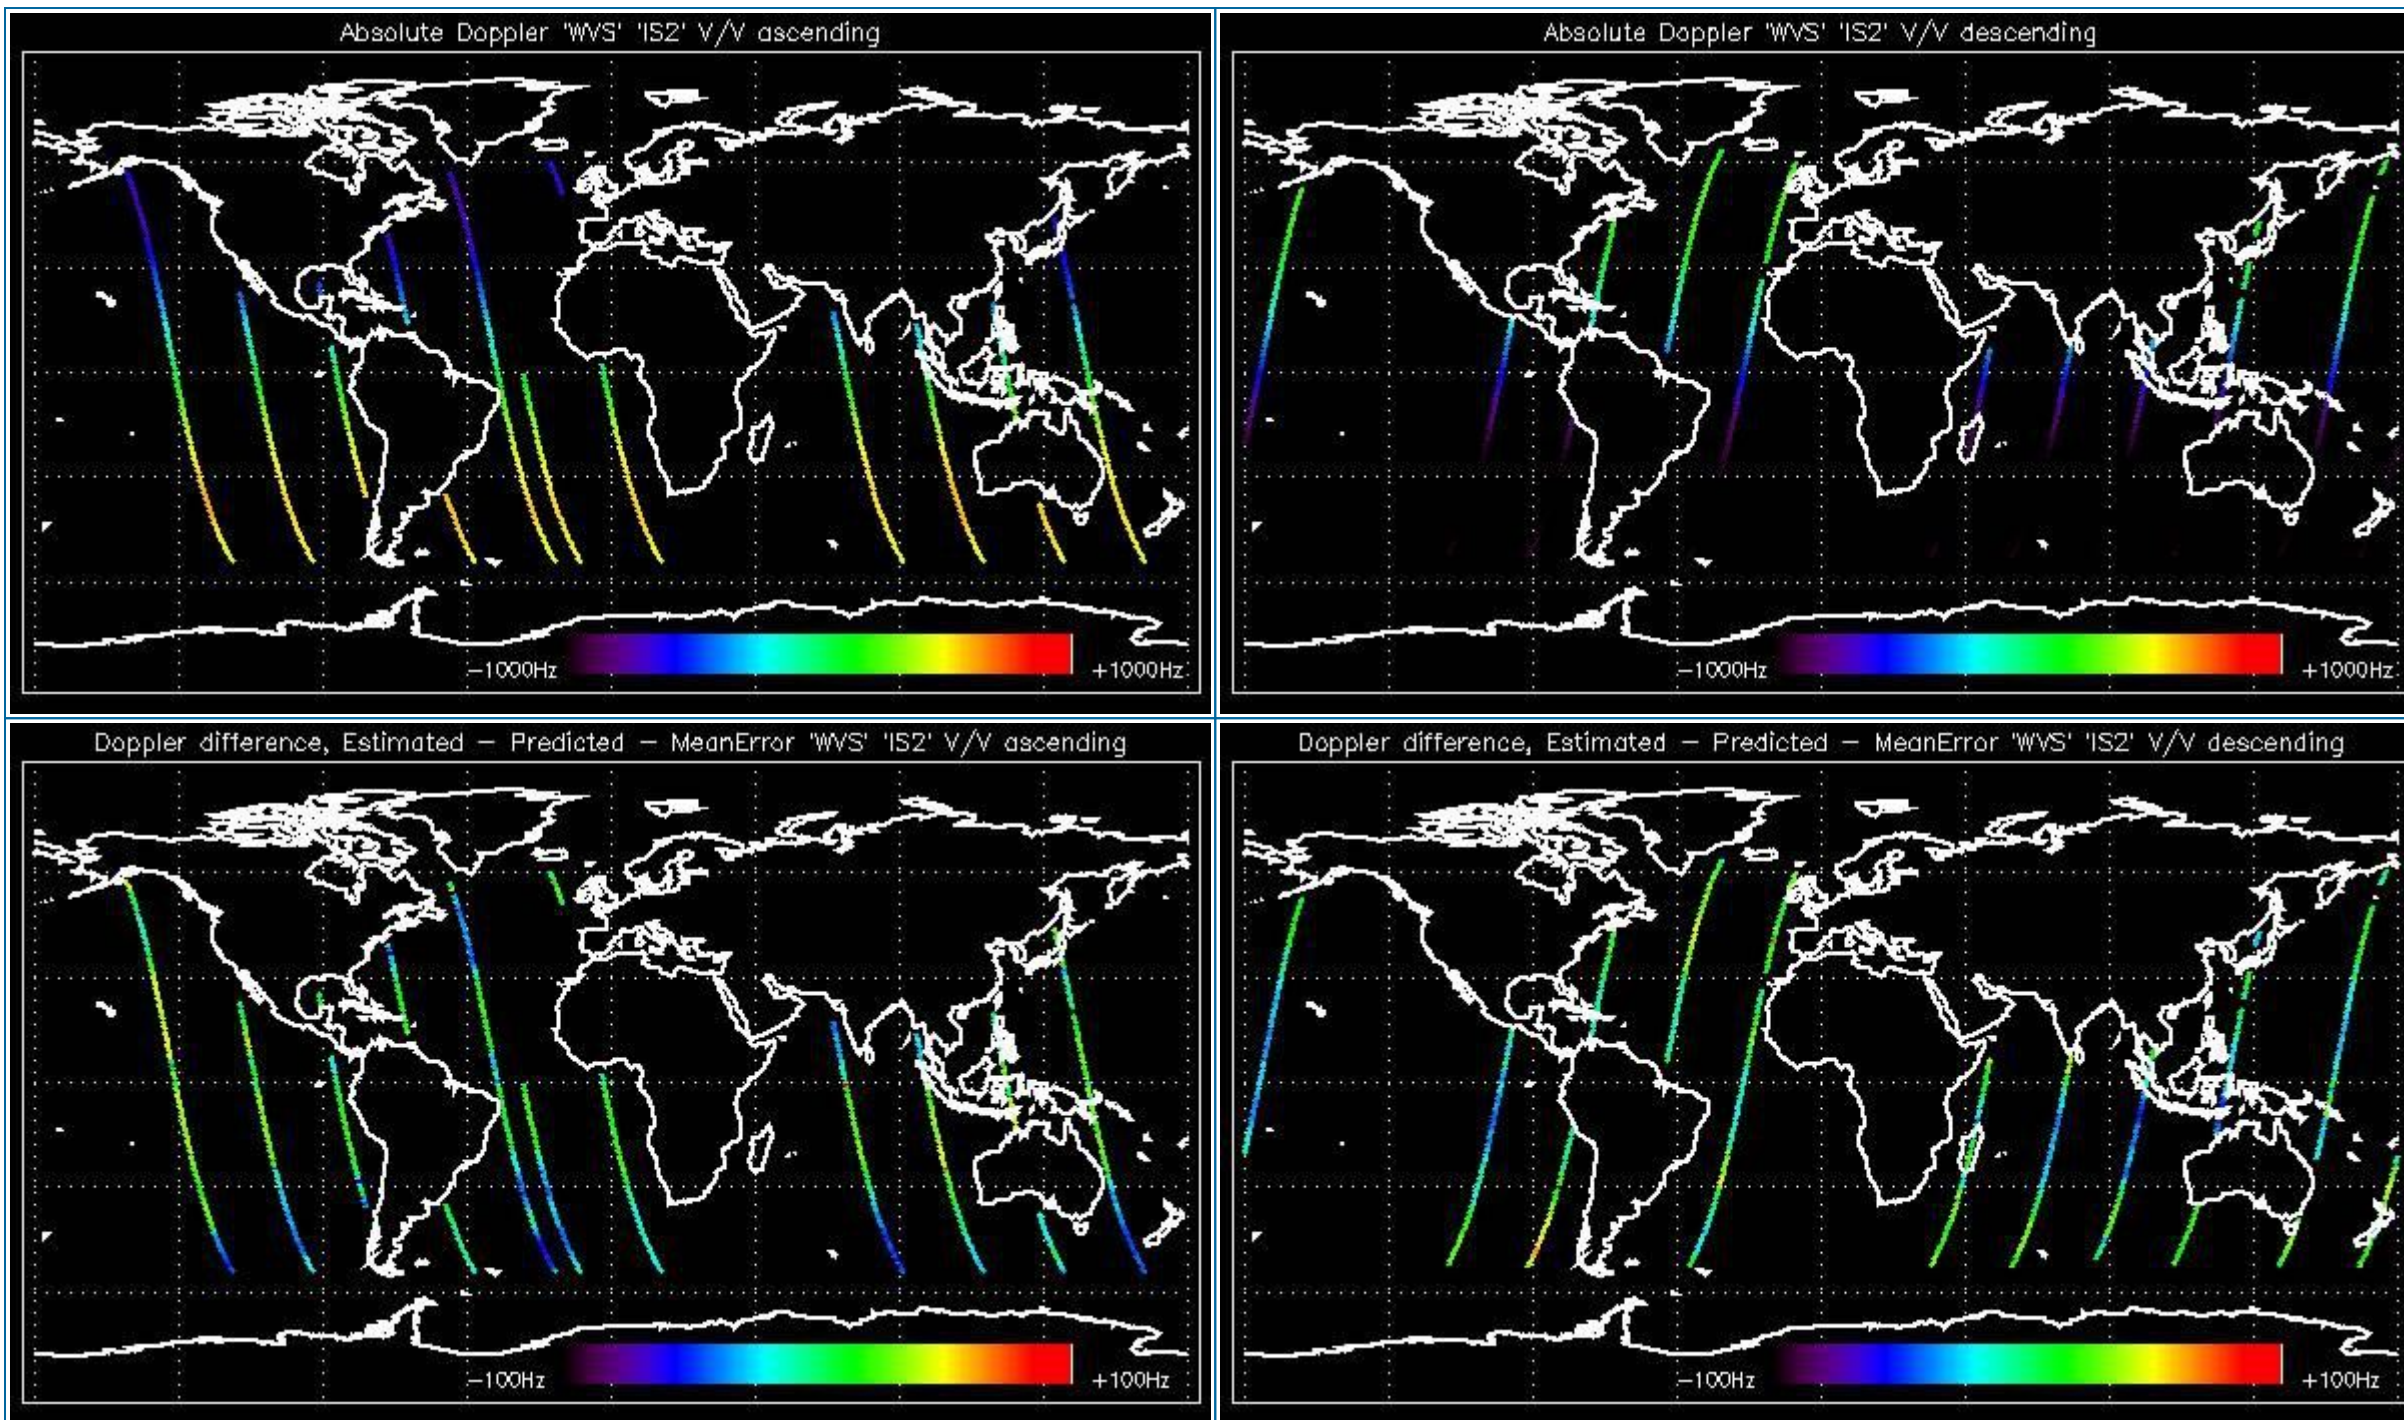 Absolute Doppler 'WVS' 'IS2' V/V ascending
-1000Hz +1000Hz
Absolute Doppler 'WVS' 'IS2' V/V descending
-1000Hz +1000Hz
Doppler difference, Estimated - Predicted - MeanError 'WVS' 'IS2' V/V ascending
-100Hz +100Hz
Doppler difference, Estimated - Predicted - MeanError 'WVS' 'IS2' V/V descending
-100Hz +100Hz